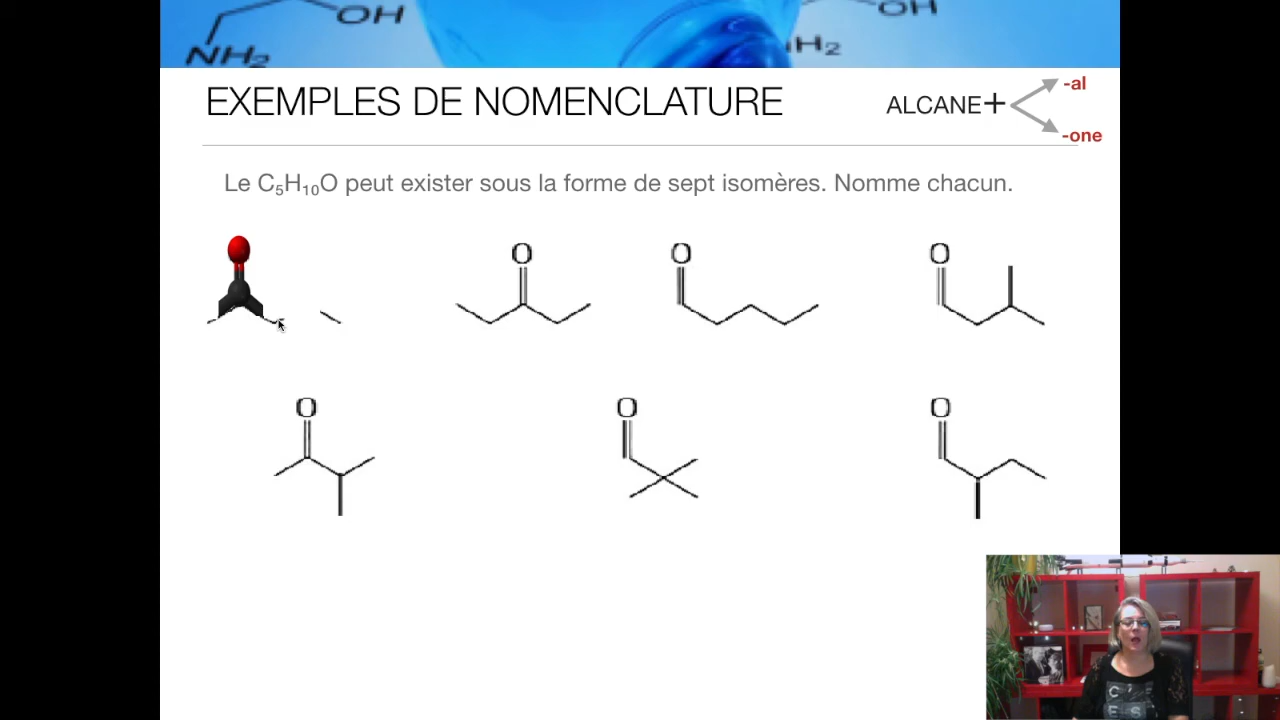 OH
OH
NH₂
H₂
EXEMPLES DE NOMENCLATURE
ALCANE+
-al
-one
Le C₅H₁₀O peut exister sous la forme de sept isomères. Nomme chacun.
O
O
O
O
O
O